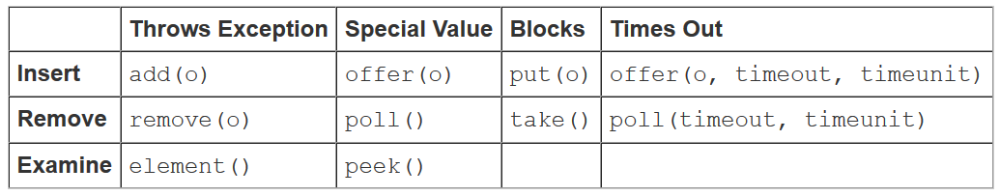 Throws Exception Special Value Blocks Times Out
Insert add(o) offer(o) put(o) offer(o, timeout, timeunit)
Remove remove(o) poll() take() poll(timeout, timeunit)
Examine element() peek()